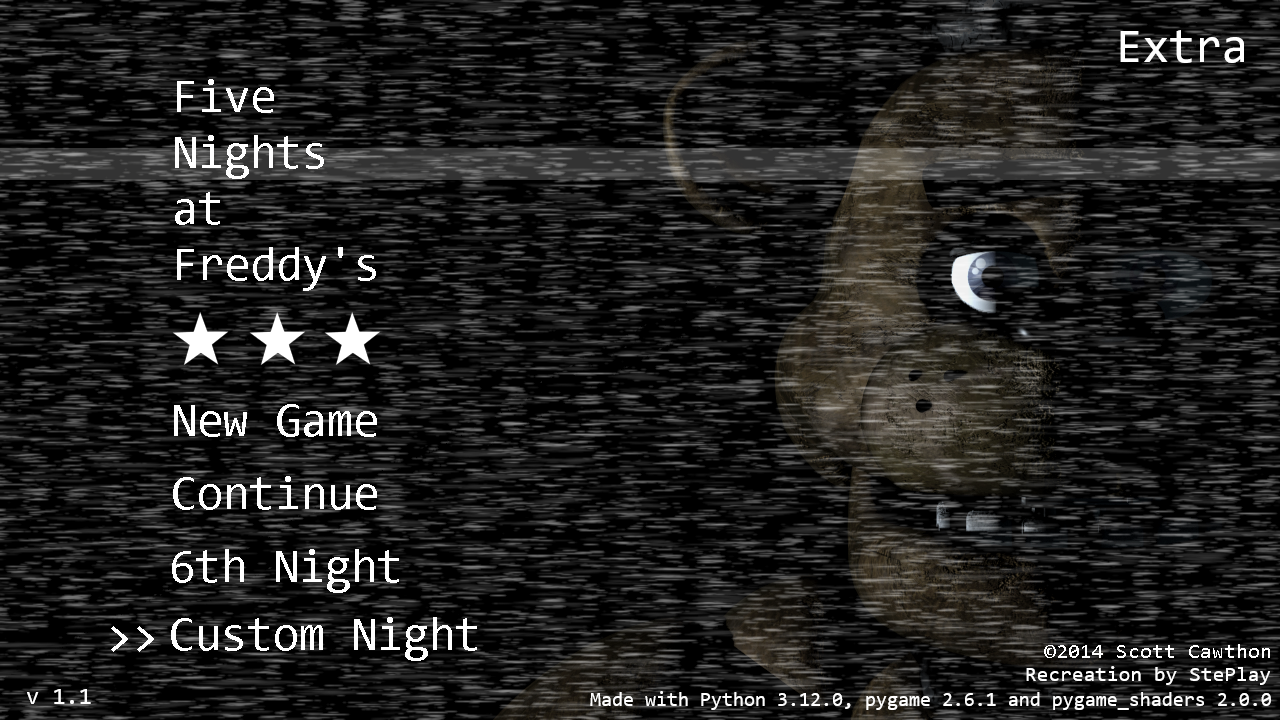 Extra
Five
Nights
at
Freddy's
New Game
Continue
6th Night
>> Custom Night
©2014 Scott Cawthon
Recreation by StePlay
v 1.1
Made with Python 3.12.0, pygame 2.6.1 and pygame_shaders 2.0.0